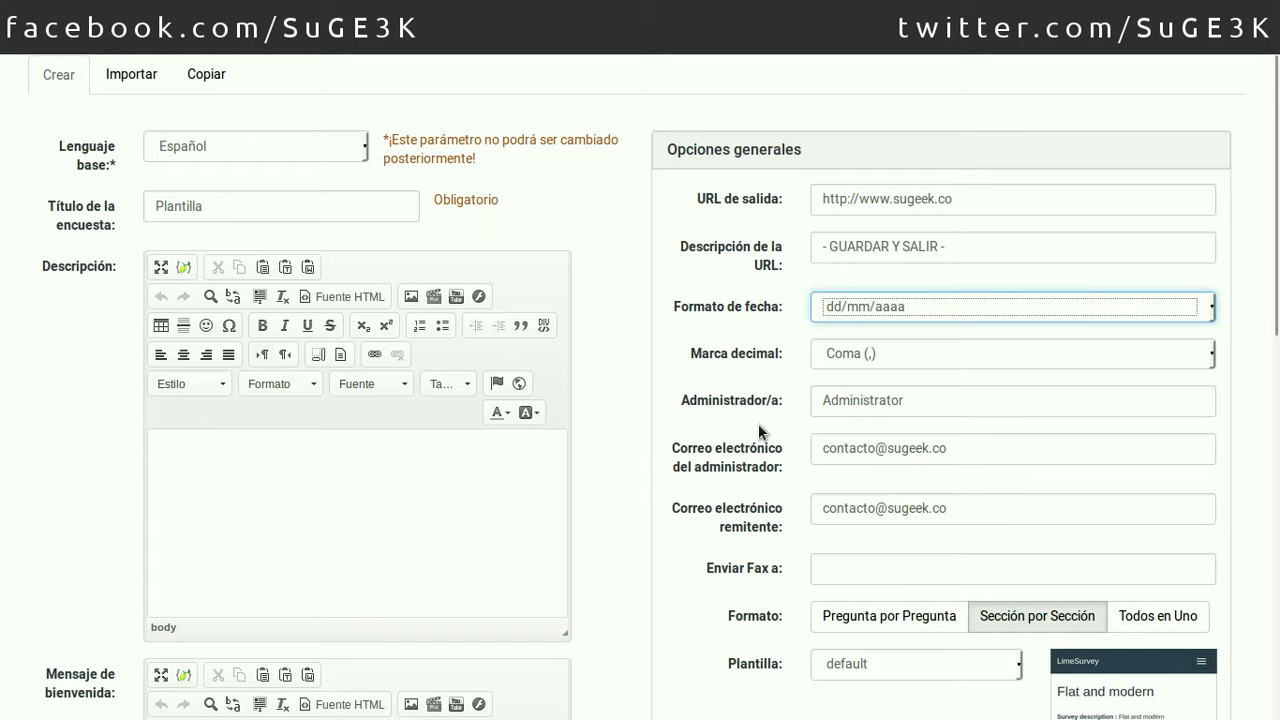 facebook.com/SuGE3K
twitter.com/SuGE3K
Crear
Importar
Copiar
Lenguaje
base:*
Español
*¡Este parámetro no podrá ser cambiado
posteriormente!
Título de la
encuesta:
Plantilla
Obligatorio
Descripción:
Fuente HTML
Estilo
Formato
Fuente
Ta...
body
Mensaje de
bienvenida:
Fuente HTML
Opciones generales
URL de salida:
http://www.sugeek.co
Descripción de la
URL:
- GUARDAR Y SALIR -
Formato de fecha:
dd/mm/aaaa
Marca decimal:
Coma (,)
Administrador/a:
Administrator
Correo electrónico
del administrador:
contacto@sugeek.co
Correo electrónico
remitente:
contacto@sugeek.co
Enviar Fax a:
Formato:
Pregunta por Pregunta
Sección por Sección
Todos en Uno
Plantilla:
default
LimeSurvey
Flat and modern
Survey description : Flat and modern